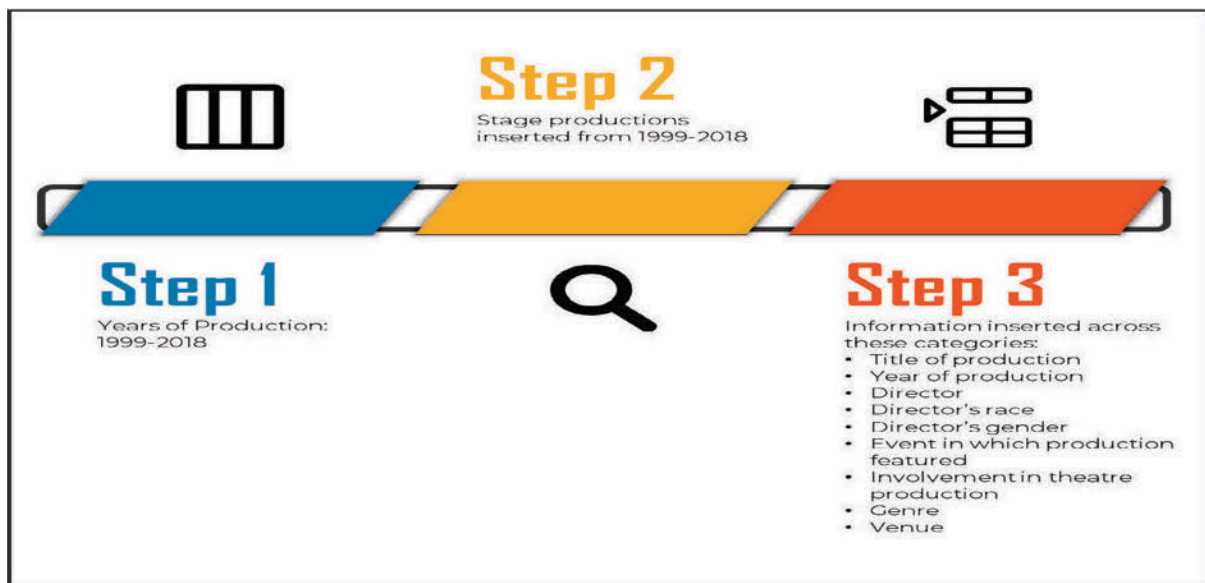 Step 1
Years of Production:
1999-2018
Step 2
Stage productions
inserted from 1999-2018
Step 3
Information inserted across
these categories:
• Title of production
• Year of production
• Director
• Director's race
• Director's gender
• Event in which production
featured
• Involvement in theatre
production
• Genre
• Venue